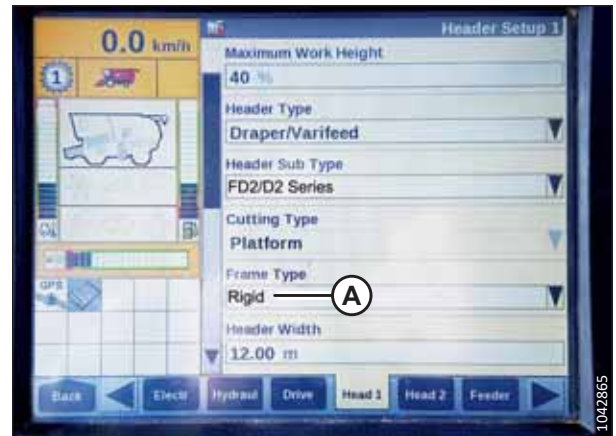 0.0 km/h
Header Setup 1
1
Maximum Work Height
40 %
Header Type
Draper/Varifeed
Header Sub Type
FD2/D2 Series
Cutting Type
Platform
Frame Type
Rigid
A
Header Width
12.00 m
GPS
Back
Electr
Hydraul
Drive
Head 1
Head 2
Feeder
1042865